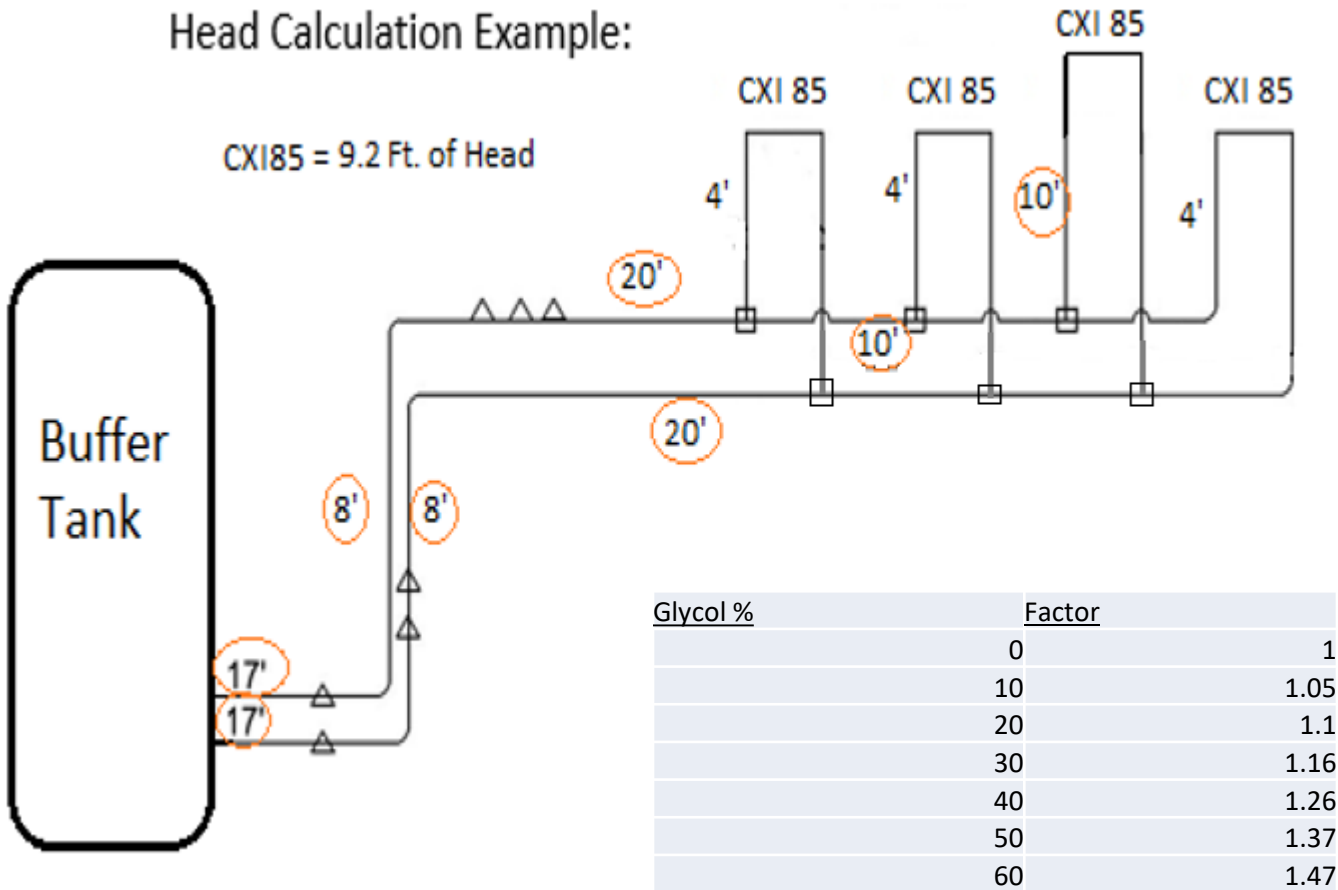 Head Calculation Example:
CXI 85
CXI 85
CXI 85
CXI 85
CXI85 = 9.2 Ft. of Head
4'
4'
10'
4'
20'
10'
20'
Buffer
Tank
8'
8'
17'
17'
Glycol % Factor
0 1
10 1.05
20 1.1
30 1.16
40 1.26
50 1.37
60 1.47